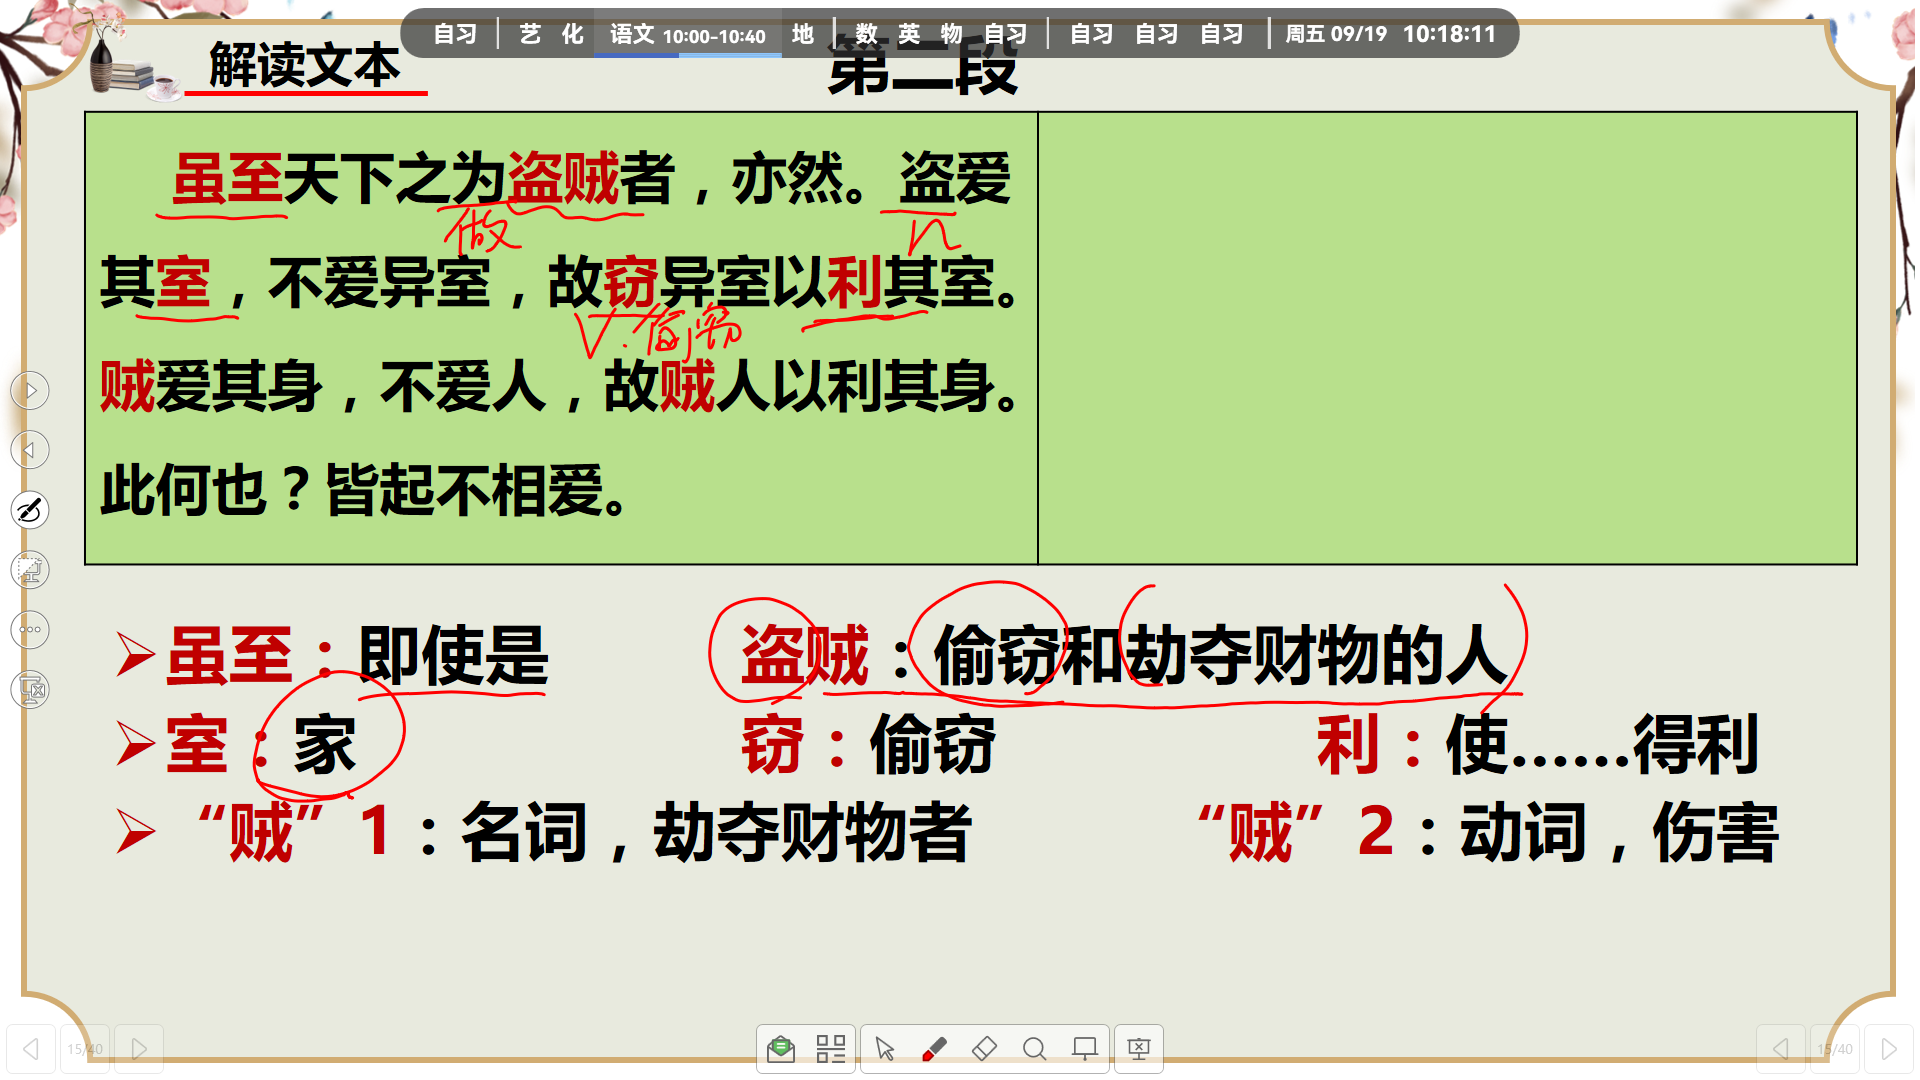 自习 | 艺 化 语文 10:00-10:40 地 | 数 英 物 自习 | 自习 自习 自习 | 周五 09/19 10:18:11
解读文本
第二段
虽至天下之为盗贼者，亦然。盗爱
做
n
其室，不爱异室，故窃异室以利其室。
V.偷窃
贼爱其身，不爱人，故贼人以利其身。
此何也？皆起不相爱。
虽至：即使是 盗贼：偷窃和劫夺财物的人
室：家 窃：偷窃 利：使……得利
“贼”1：名词，劫夺财物者 “贼”2：动词，伤害
15/40
15/40